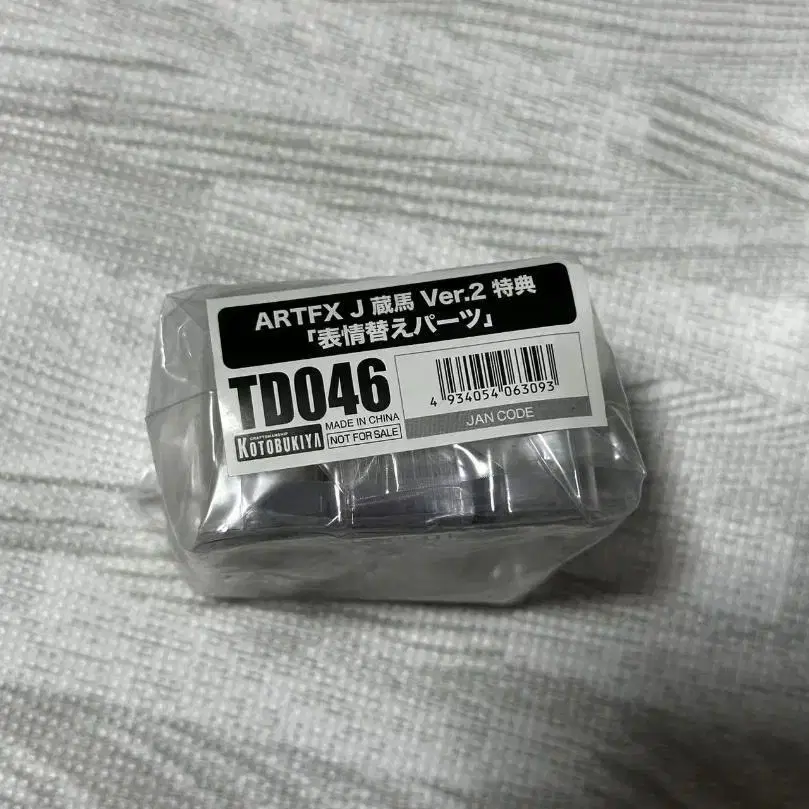 ARTFX J 蔵馬 Ver.2 特典
「表情替えパーツ」
TD046
MADE IN CHINA
CRAFTSMANSHIP
KOTOBUKIYA
NOT FOR SALE
4 934054 063093
JAN CODE